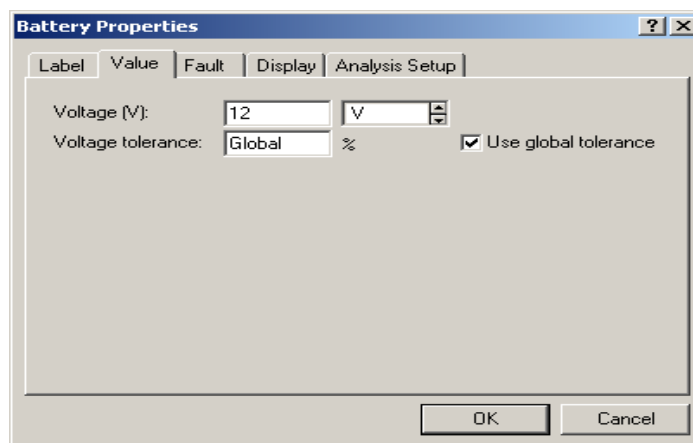 Battery Properties ? X
Label Value Fault Display Analysis Setup
Voltage (V): 12 V
Voltage tolerance: Global % Use global tolerance
OK Cancel